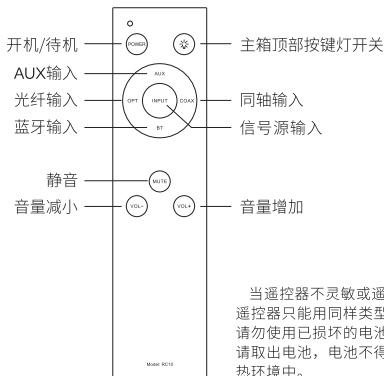 开机/待机
POWER
主箱顶部按键灯开关
AUX输入
AUX
光纤输入
OPT
INPUT
COAX
同轴输入
蓝牙输入
BT
信号源输入
静音
MUTE
音量减小
VOL-
VOL+
音量增加
当遥控器不灵敏或遥
遥控器只能用同样类型
请勿使用已损坏的电池
请取出电池，电池不得
热环境中。
Model: RC10